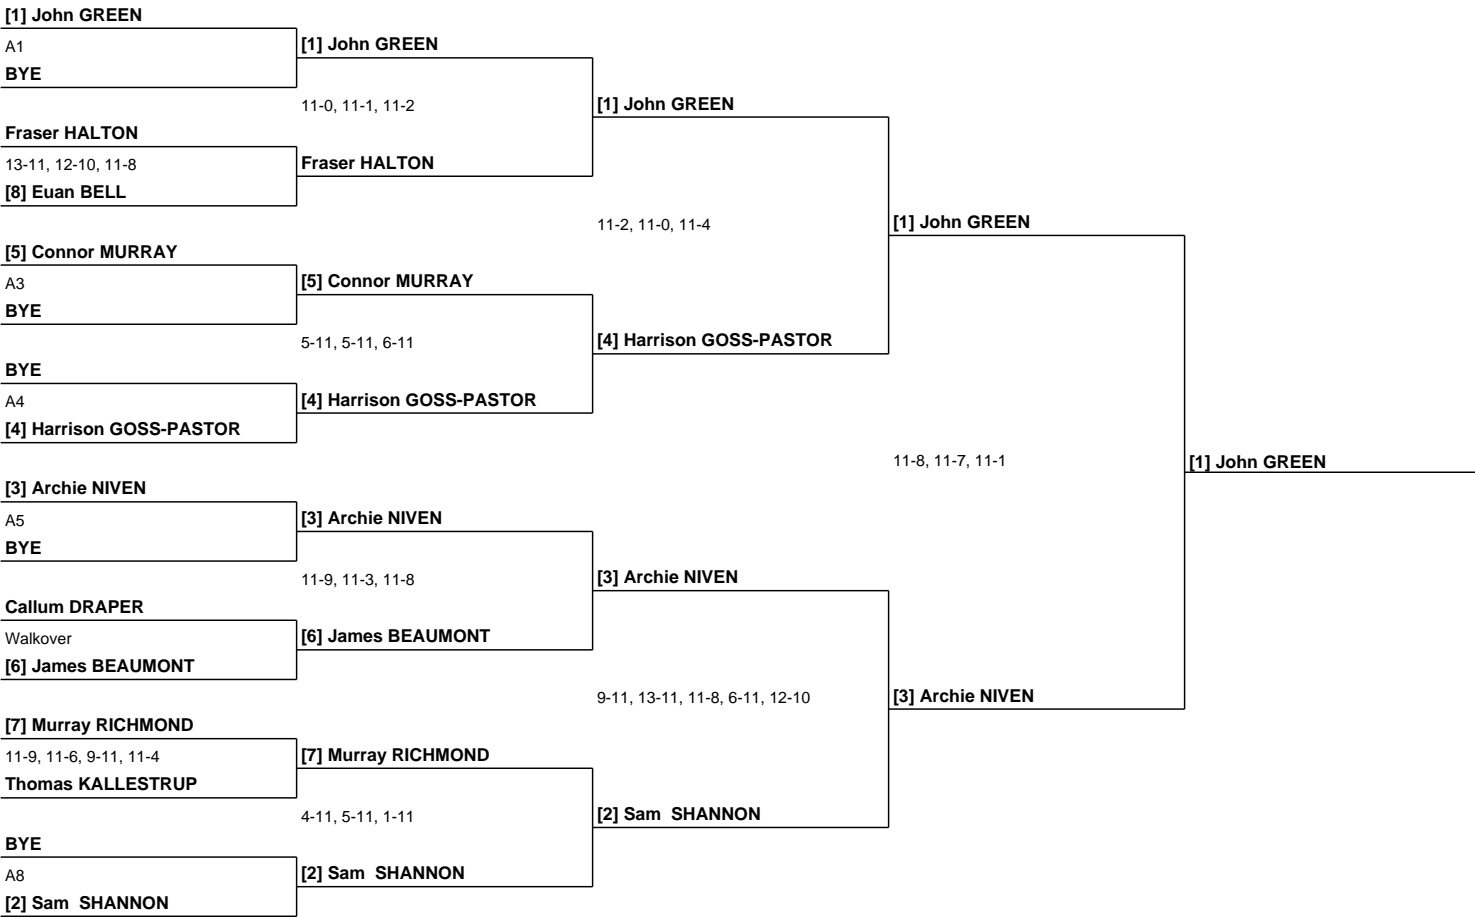 [1] John GREEN
A1
BYE
Fraser HALTON
13-11, 12-10, 11-8
[8] Euan BELL
[5] Connor MURRAY
A3
BYE
BYE
A4
[4] Harrison GOSS-PASTOR
[3] Archie NIVEN
A5
BYE
Callum DRAPER
Walkover
[6] James BEAUMONT
[7] Murray RICHMOND
11-9, 11-6, 9-11, 11-4
Thomas KALLESTRUP
BYE
A8
[2] Sam  SHANNON
[1] John GREEN
11-0, 11-1, 11-2
Fraser HALTON
[5] Connor MURRAY
5-11, 5-11, 6-11
[4] Harrison GOSS-PASTOR
[3] Archie NIVEN
11-9, 11-3, 11-8
[6] James BEAUMONT
[7] Murray RICHMOND
4-11, 5-11, 1-11
[2] Sam  SHANNON
[1] John GREEN
11-2, 11-0, 11-4
[4] Harrison GOSS-PASTOR
[3] Archie NIVEN
9-11, 13-11, 11-8, 6-11, 12-10
[2] Sam  SHANNON
[1] John GREEN
11-8, 11-7, 11-1
[3] Archie NIVEN
[1] John GREEN